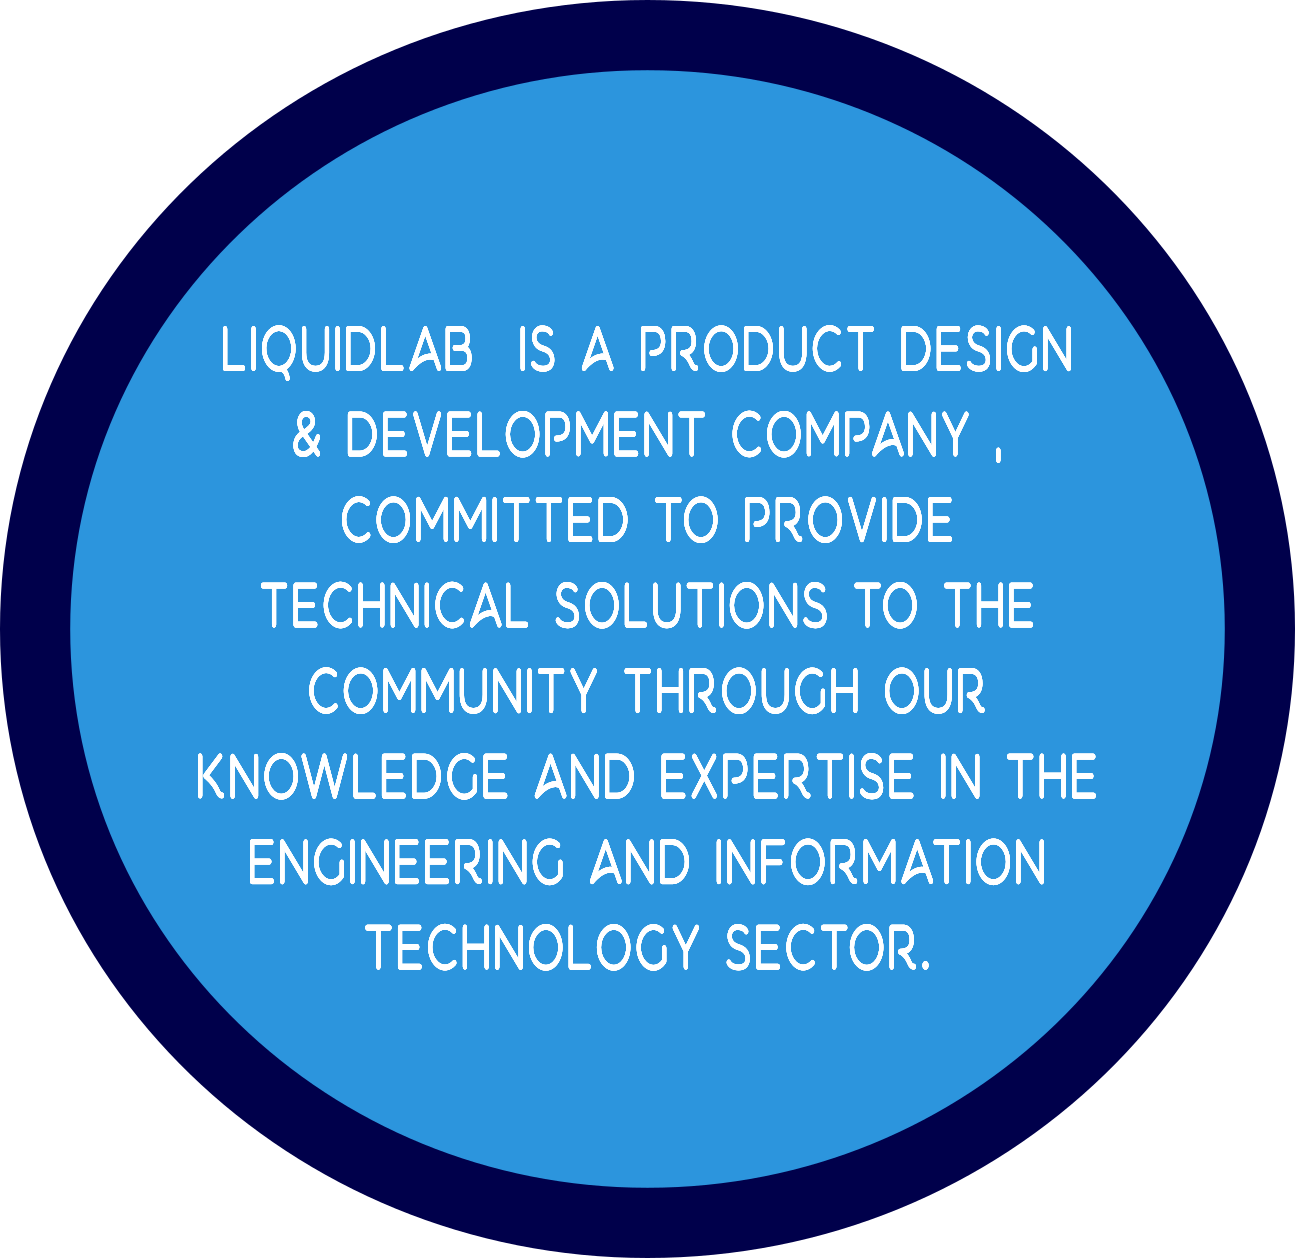 LIQUIDLAB  IS A PRODUCT DESIGN
& DEVELOPMENT COMPANY ,
COMMITTED TO PROVIDE
TECHNICAL SOLUTIONS TO THE
COMMUNITY THROUGH OUR
KNOWLEDGE AND EXPERTISE IN THE
ENGINEERING AND INFORMATION
TECHNOLOGY SECTOR.